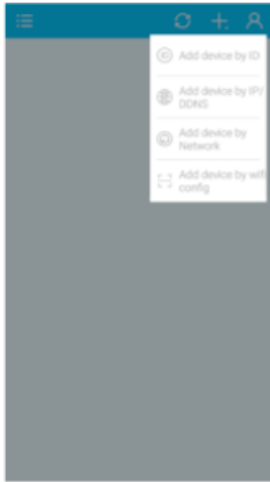 Add device by ID
Add device by IP/
DDNS
Add device by
Network
Add device by wifi
config